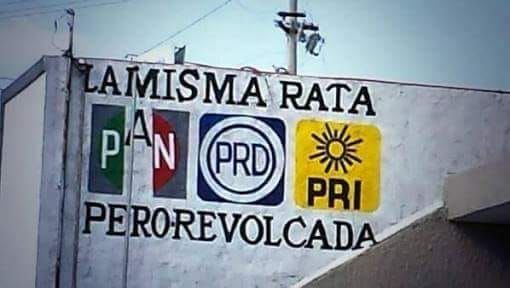 LA MISMA RATA
PAN PRD PRI
PERO REVOLCADA